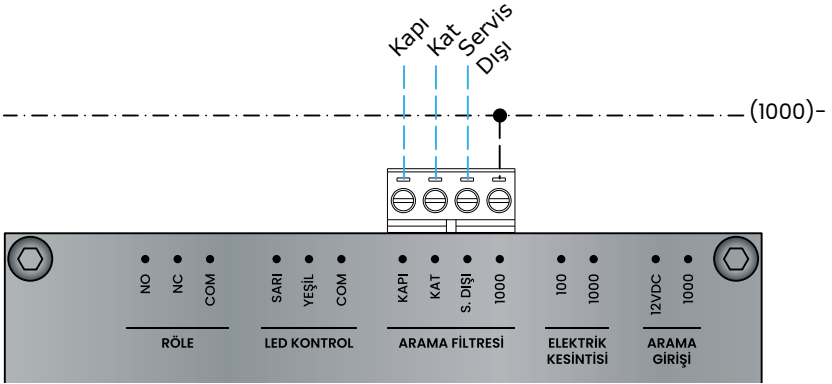 Kapı
Kat
Servis
Dışı
(1000)-
NO
NC
COM
SARI
YEŞİL
COM
KAPI
KAT
S. DIŞI
1000
100
1000
12VDC
1000
RÖLE
LED KONTROL
ARAMA FİLTRESİ
ELEKTRİK
KESİNTİSİ
ARAMA
GİRİŞİ